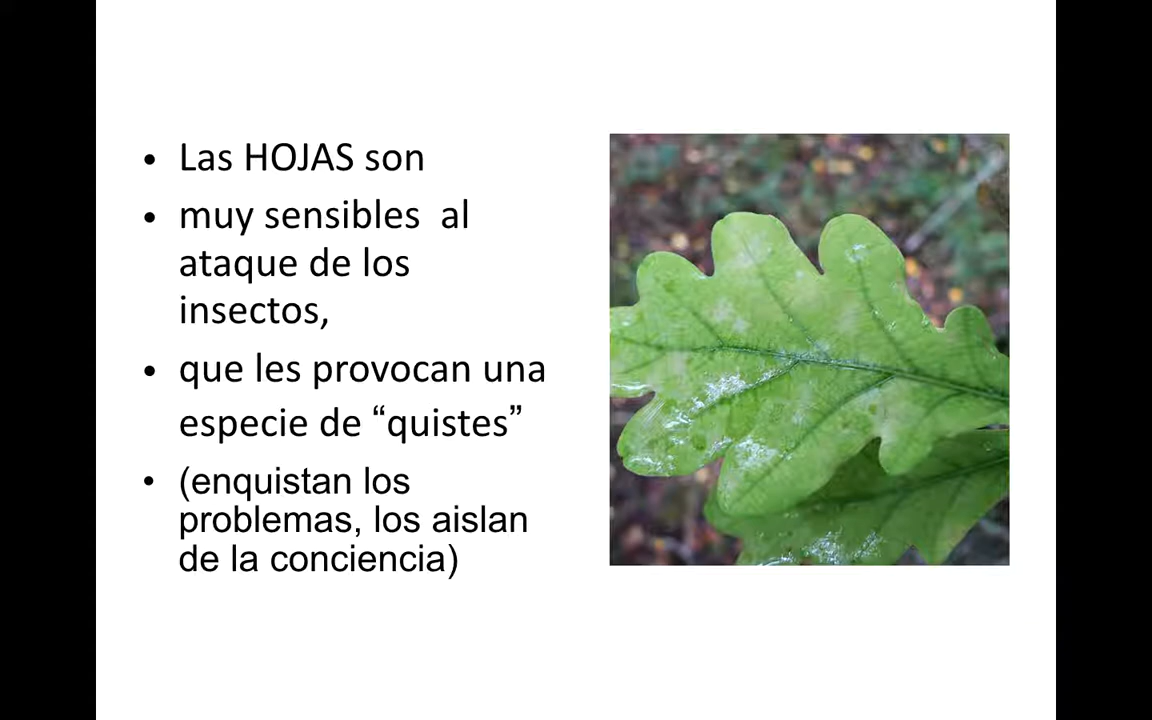 • Las HOJAS son
• muy sensibles  al
ataque de los
insectos,
• que les provocan una
especie de “quistes”
• (enquistan los
problemas, los aislan
de la conciencia)